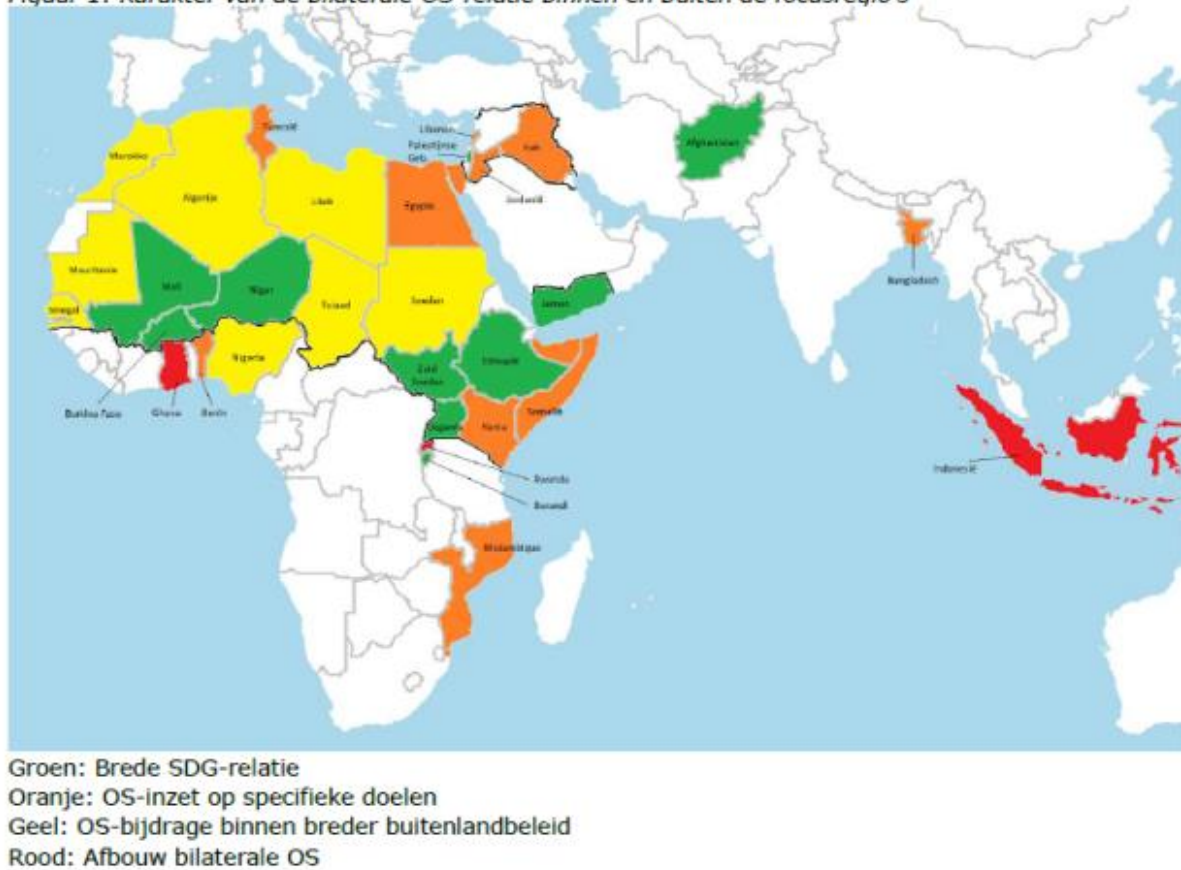 Figuur 1: Karakter van de bilaterale OS-relatie binnen en buiten de focusregio's
Tunesië
Marokko
Libanon
Irak
Palestijnse
Geb.
Afghanistan
Algerije
Libië
Egypte
Jordanië
Mauritanië
Mali
Niger
Tsjaad
Soedan
Jemen
Bangladesh
Senegal
Nigeria
Zuid
Soedan
Ethiopië
Burkina Faso
Ghana
Benin
Uganda
Kenia
Somalië
Indonesië
Rwanda
Burundi
Mozambique
Groen: Brede SDG-relatie
Oranje: OS-inzet op specifieke doelen
Geel: OS-bijdrage binnen breder buitenlandbeleid
Rood: Afbouw bilaterale OS